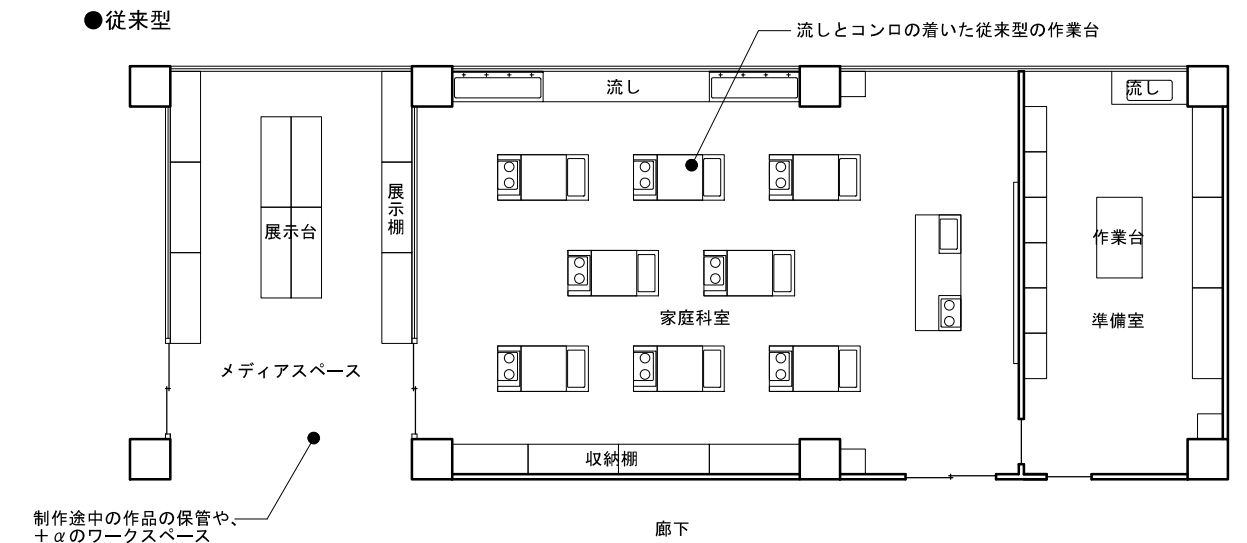 ●従来型
流しとコンロの着いた従来型の作業台
流し
流し
展示棚
展示台
作業台
家庭科室
準備室
メディアスペース
収納棚
制作途中の作品の保管や、
＋αのワークスペース
廊下